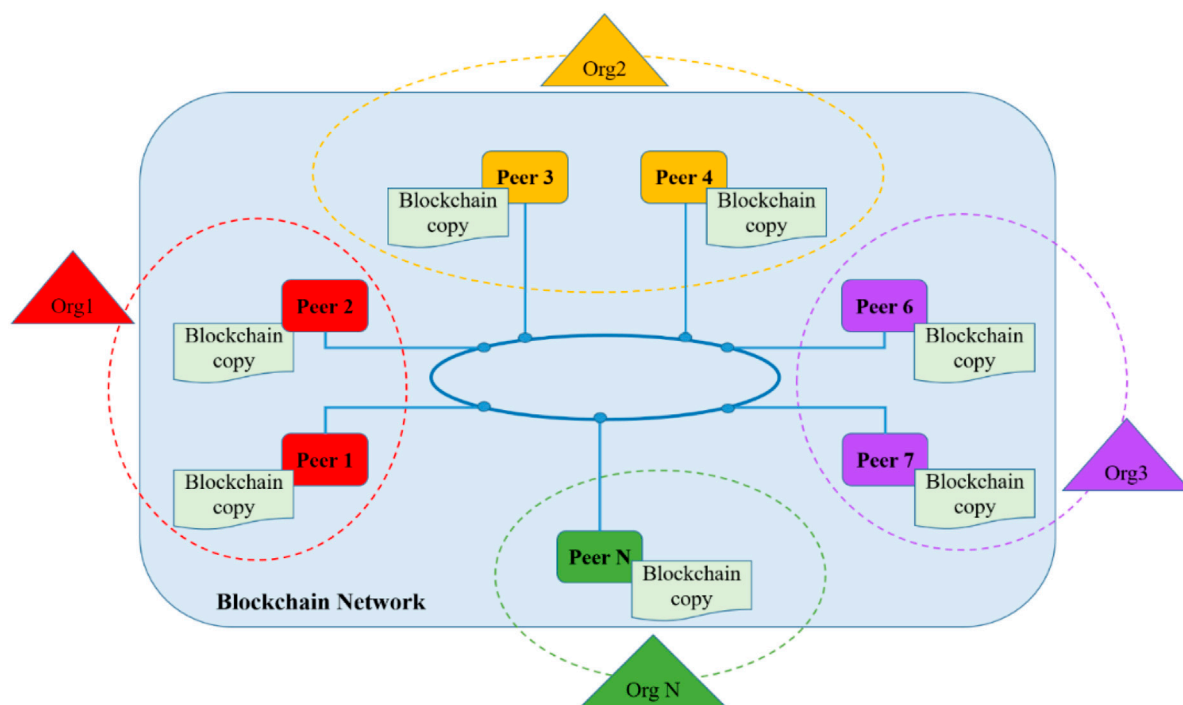 Org2
Peer 3
Peer 4
Blockchain
copy
Blockchain
copy
Org1
Peer 2
Peer 6
Blockchain
copy
Blockchain
copy
Peer 1
Peer 7
Blockchain
copy
Blockchain
copy
Org3
Peer N
Blockchain
copy
Blockchain Network
Org N